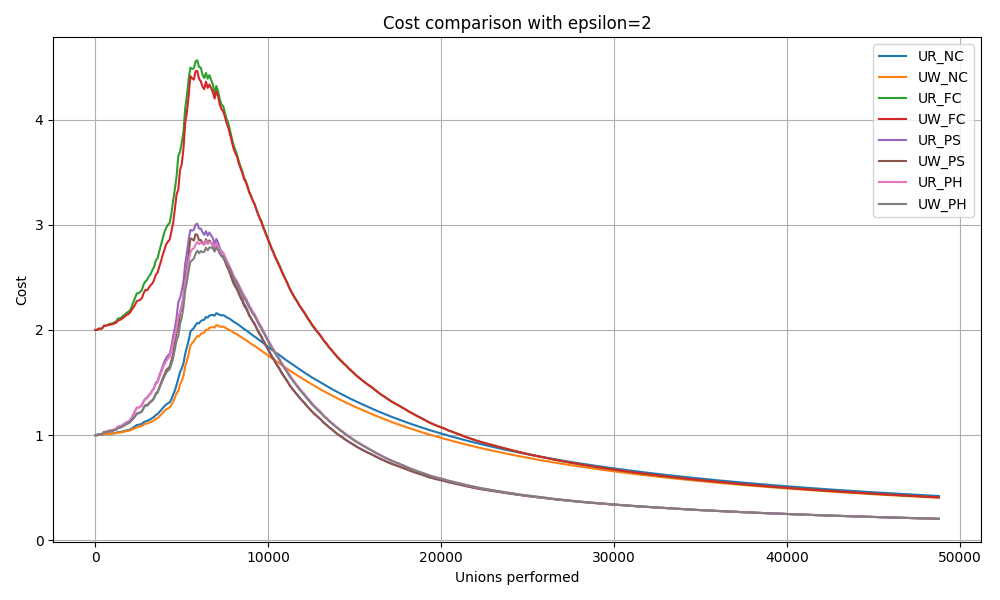 Cost comparison with epsilon=2
UR_NC
UW_NC
UR_FC
UW_FC
UR_PS
UW_PS
UR_PH
UW_PH
Cost
4
3
2
1
0
0
10000
20000
30000
40000
50000
Unions performed